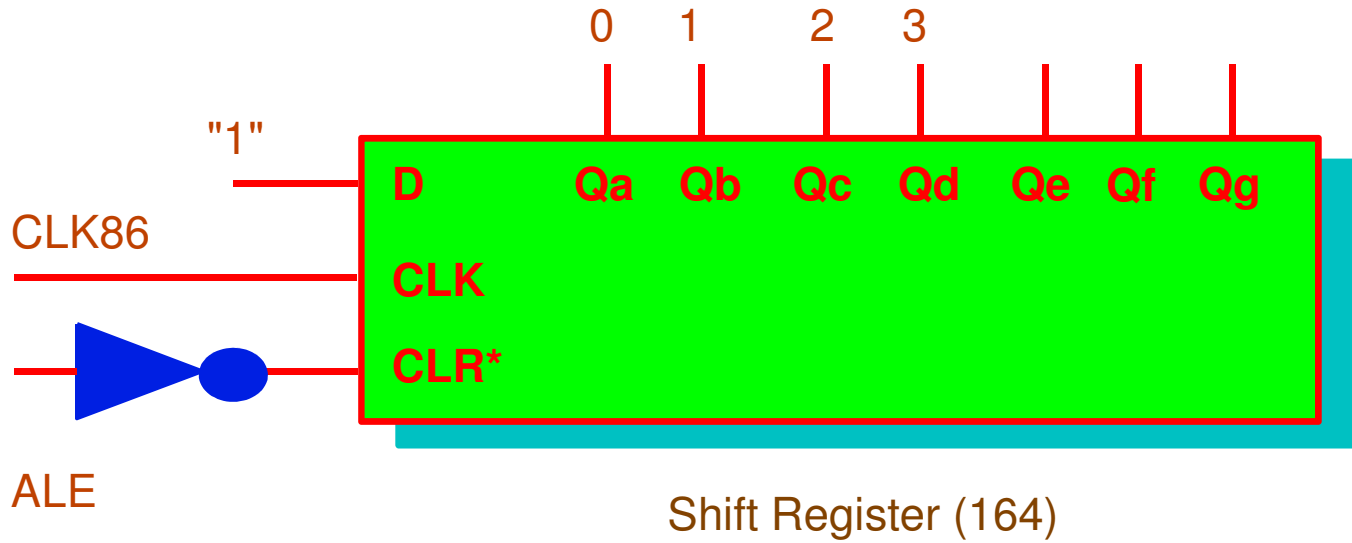 0 1 2 3
"1"
D Qa Qb Qc Qd Qe Qf Qg
CLK86
CLK
CLR*
ALE
Shift Register (164)